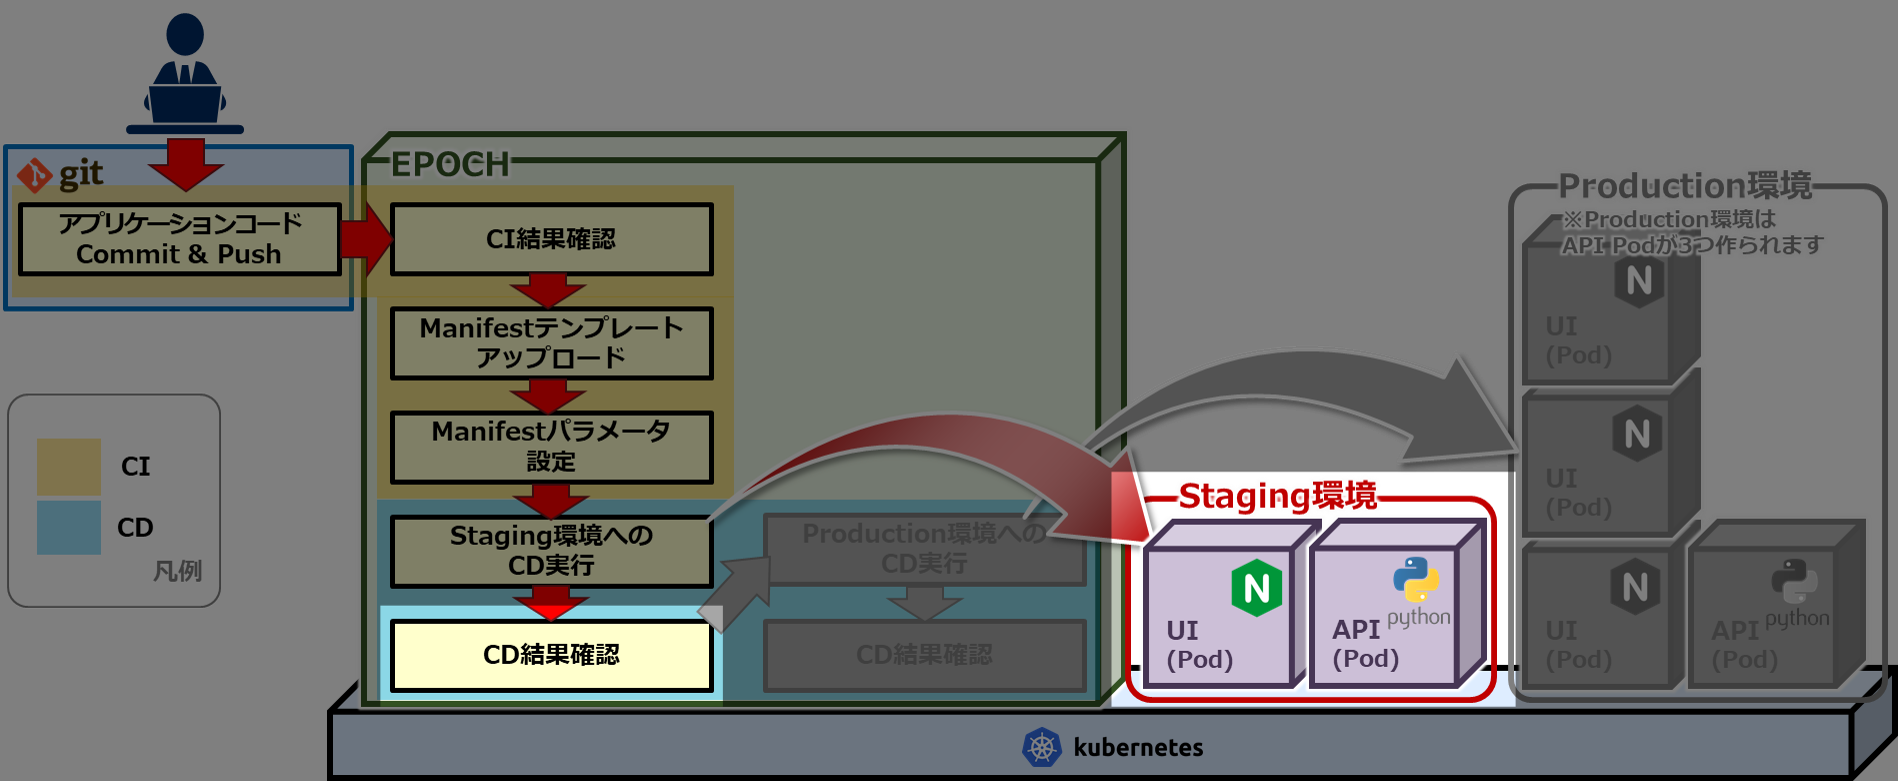 git
アプリケーションコード
Commit & Push
EPOCH
CI結果確認
Manifestテンプレート
アップロード
Manifestパラメータ
設定
Staging環境への
CD実行
CD結果確認
Production環境への
CD実行
CD結果確認
CI
CD
凡例
Staging環境
UI
(Pod)
python
API
(Pod)
Production環境
※Production環境は
API Podが3つ作られます
UI
(Pod)
UI
(Pod)
UI
(Pod)
python
API
(Pod)
kubernetes